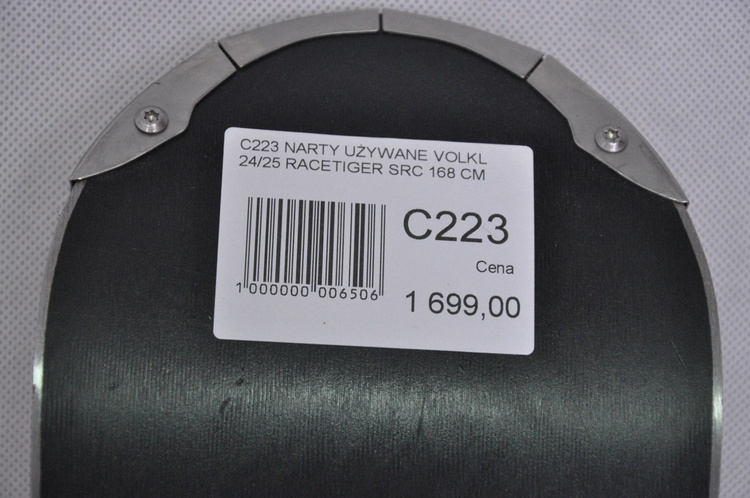 C223 NARTY UŻYWANE VOLKL
24/25 RACETIGER SRC 168 CM
C223
Cena
1 699,00
1 000000 006506